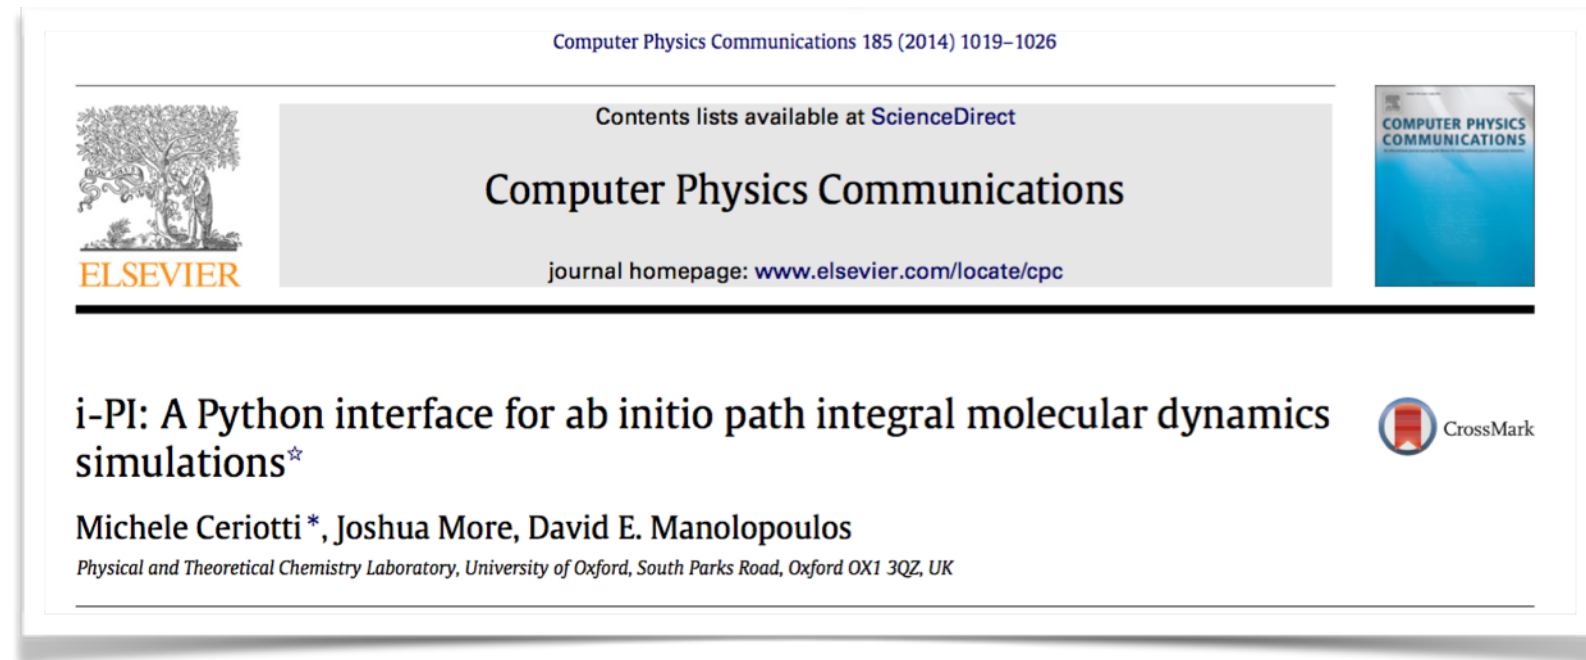 Computer Physics Communications 185 (2014) 1019–1026
Contents lists available at ScienceDirect
Computer Physics Communications
journal homepage: www.elsevier.com/locate/cpc
ELSEVIER
COMPUTER PHYSICS
COMMUNICATIONS
i-PI: A Python interface for ab initio path integral molecular dynamics
simulations☆
CrossMark
Michele Ceriotti*, Joshua More, David E. Manolopoulos
Physical and Theoretical Chemistry Laboratory, University of Oxford, South Parks Road, Oxford OX1 3QZ, UK